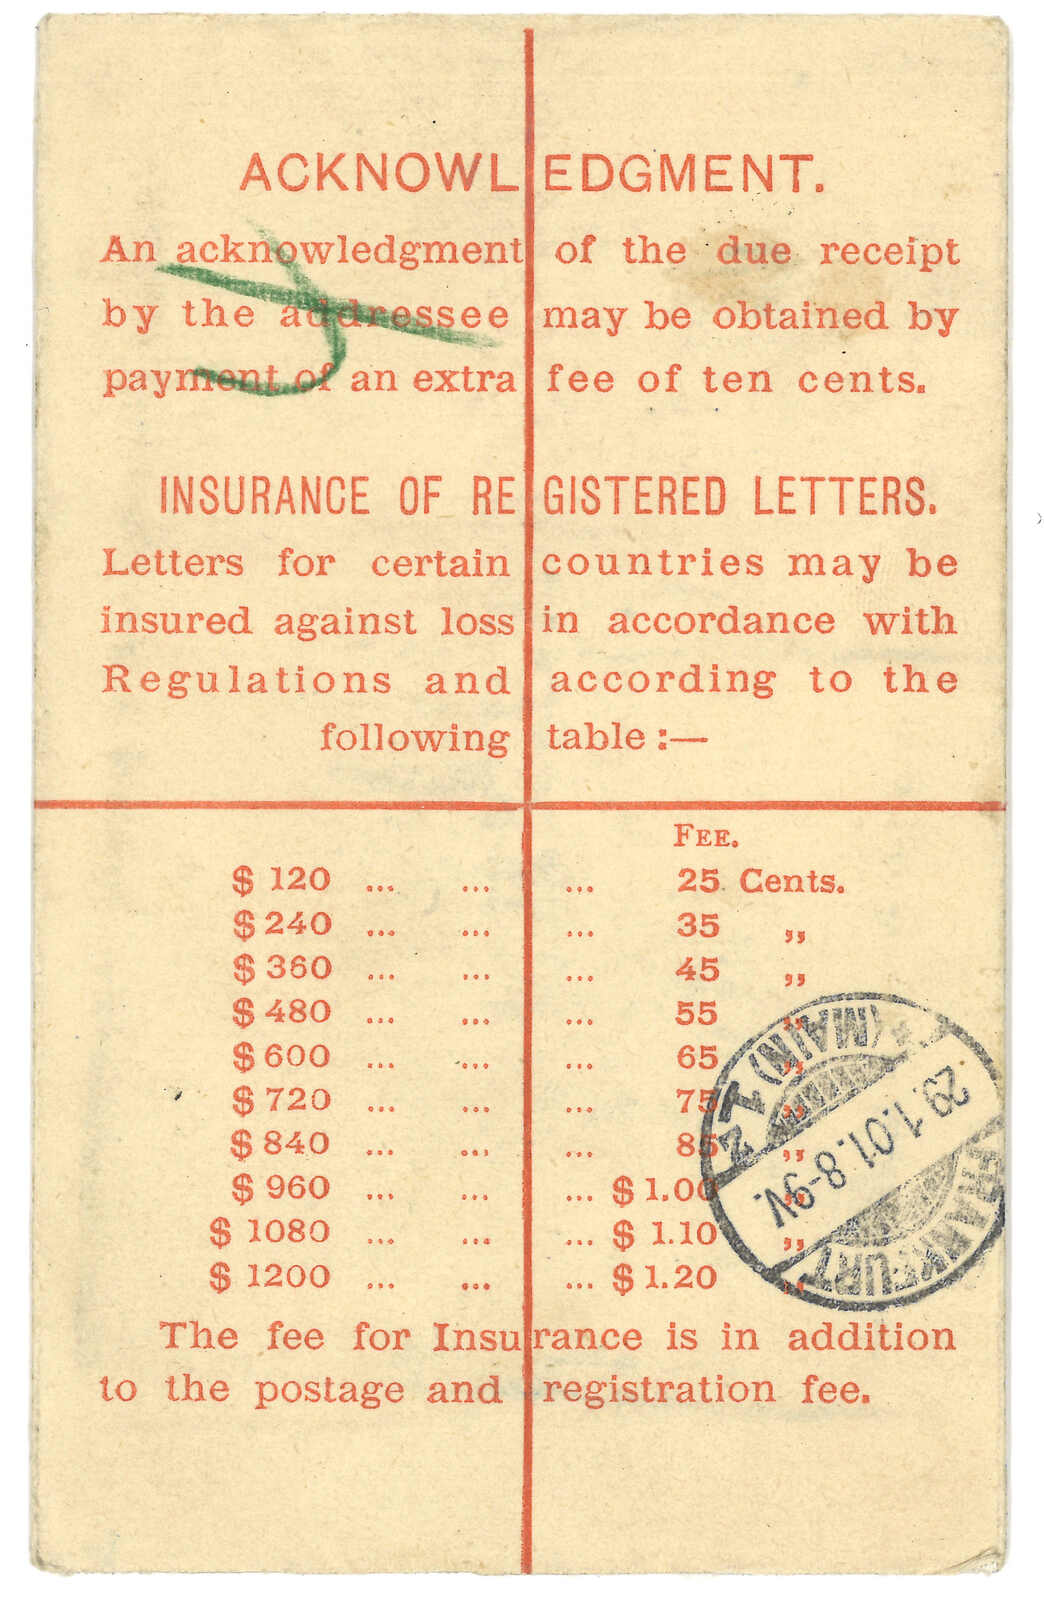 ACKNOWLEDGMENT.
An acknowledgment of the due receipt
by the addressee may be obtained by
payment of an extra fee of ten cents.
INSURANCE OF REGISTERED LETTERS.
Letters for certain countries may be
insured against loss in accordance with
Regulations and according to the
following table :—
FEE.
$ 120 ... ... ... 25 Cents.
$ 240 ... ... ... 35 „
$ 360 ... ... ... 45 „
$ 480 ... ... ... 55 „
$ 600 ... ... ... 65 „
$ 720 ... ... ... 75 „
$ 840 ... ... ... 85 „
$ 960 ... ... ... $ 1.00 „
$ 1080 ... ... ... $ 1.10 „
$ 1200 ... ... ... $ 1.20 „
The fee for Insurance is in addition
to the postage and registration fee.
FRANKFURT
29.1.01.8-9V.
* (MAIN) 1 Z